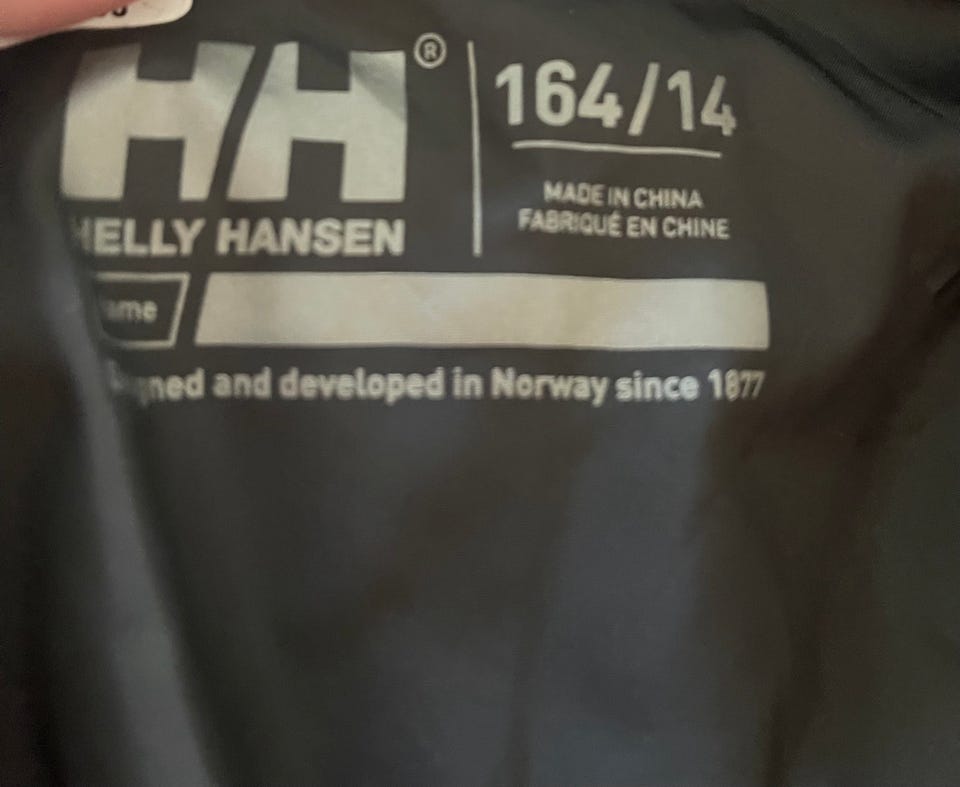 HH®
HELLY HANSEN
164/14
MADE IN CHINA
FABRIQUÉ EN CHINE
and developed in Norway since 1877